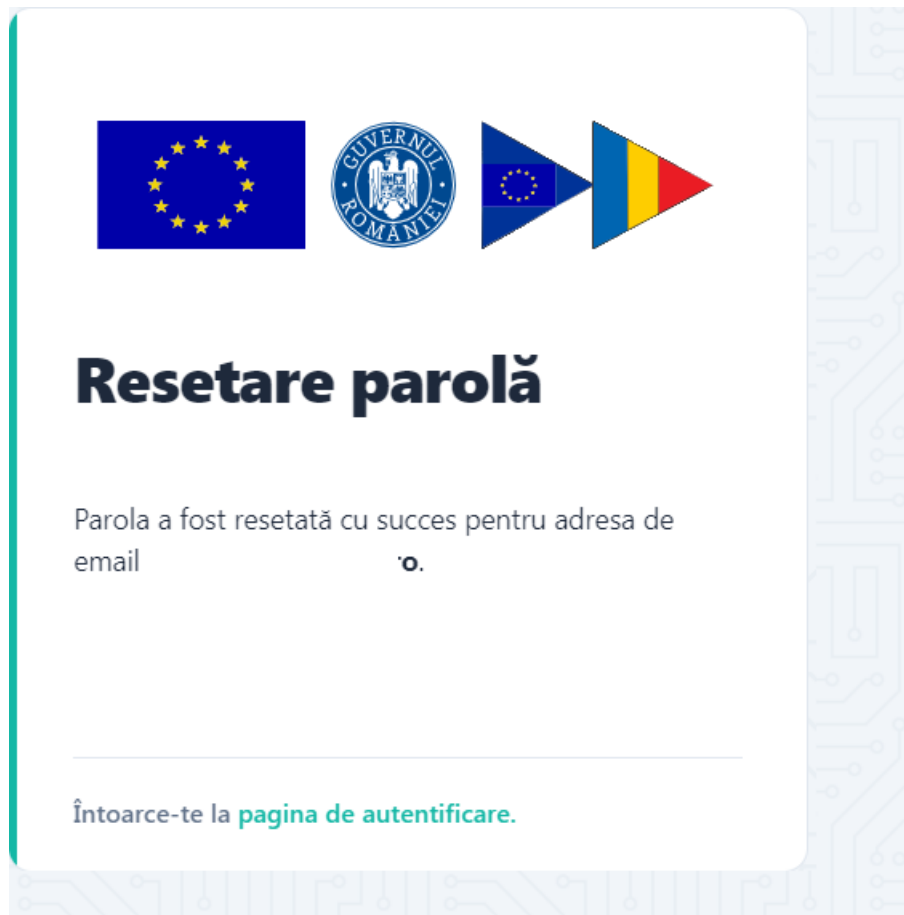 GUVERNUL ROMÂNIEI
Resetare parolă
Parola a fost resetată cu succes pentru adresa de
email o.
Întoarce-te la pagina de autentificare.